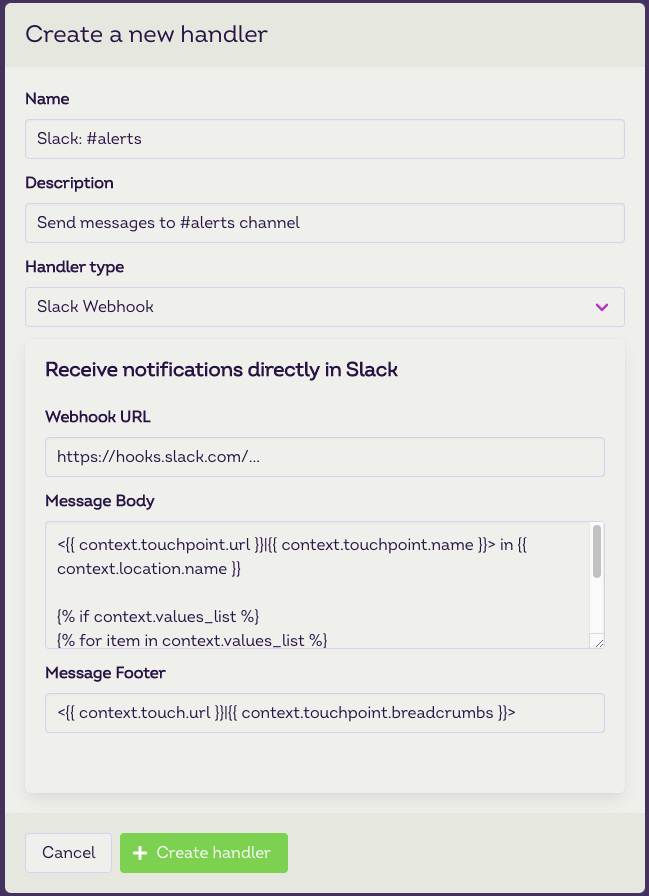 Create a new handler
Name
Slack: #alerts
Description
Send messages to #alerts channel
Handler type
Slack Webhook
Receive notifications directly in Slack
Webhook URL
https://hooks.slack.com/...
Message Body
<{{ context.touchpoint.url }}|{{ context.touchpoint.name }}> in {{
context.location.name }}
{% if context.values_list %}
{% for item in context.values_list %}
Message Footer
<{{ context.touch.url }}|{{ context.touchpoint.breadcrumbs }}>
Cancel
Create handler